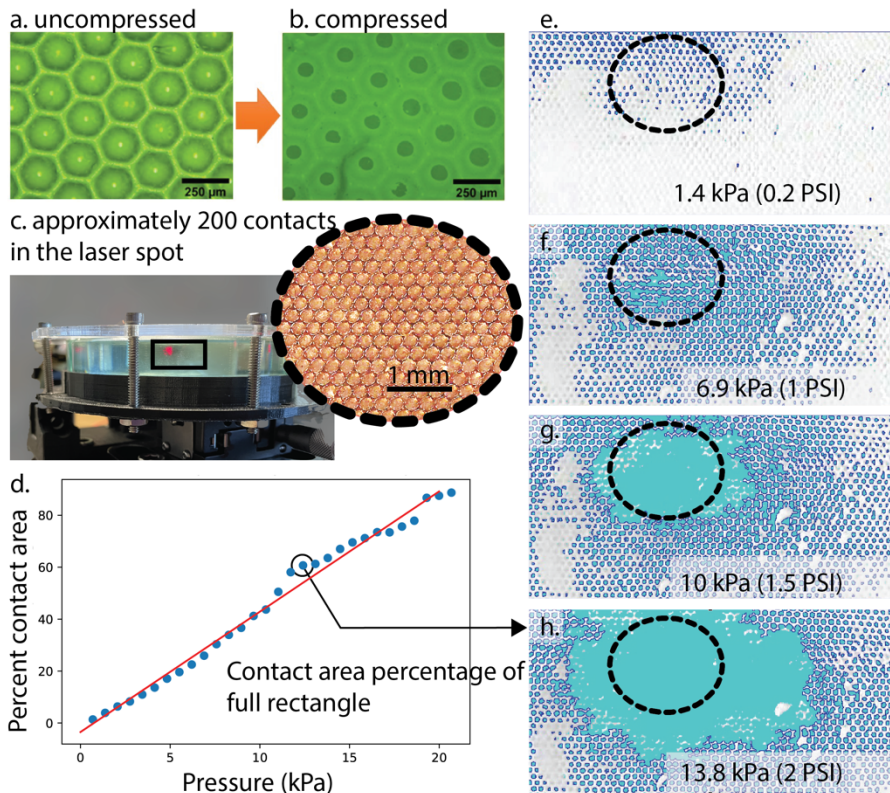 a. uncompressed
b. compressed
250 µm
250 µm
c. approximately 200 contacts
in the laser spot
1 mm
d.
Percent contact area
80
60
40
20
0
0
5
10
15
20
Pressure (kPa)
Contact area percentage of
full rectangle
e.
1.4 kPa (0.2 PSI)
f.
6.9 kPa (1 PSI)
g.
10 kPa (1.5 PSI)
h.
13.8 kPa (2 PSI)